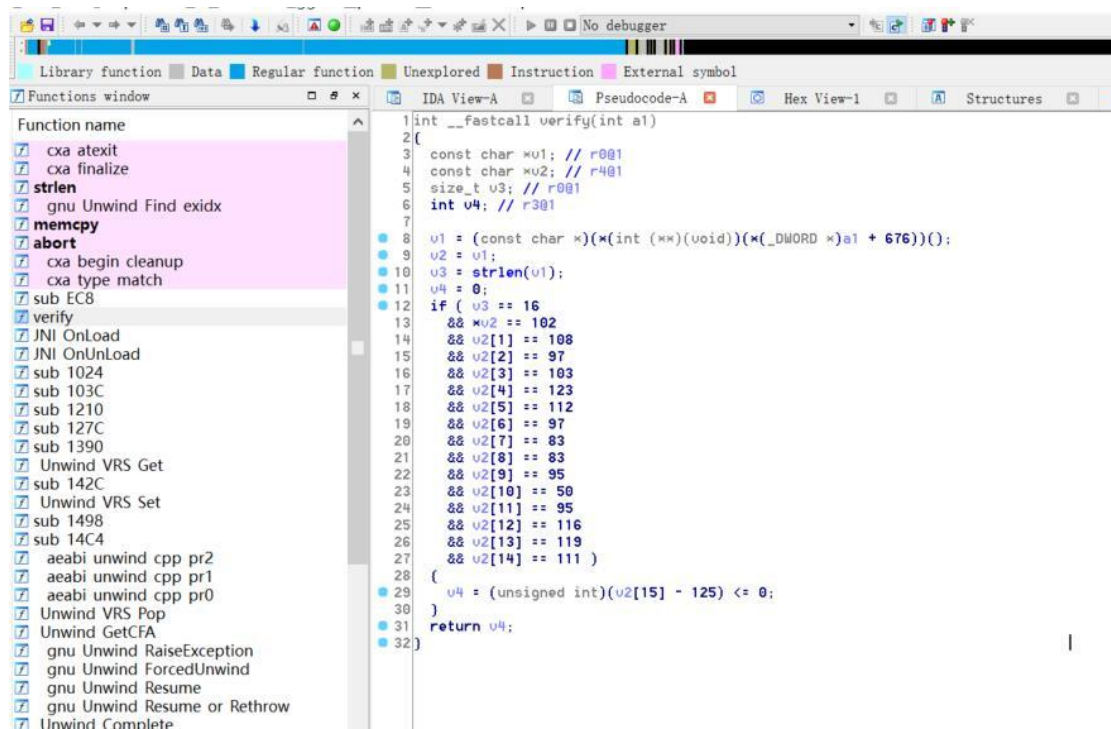 No debugger
Library function Data Regular function Unexplored Instruction External symbol
Functions window
IDA View-A Pseudocode-A Hex View-1 Structures
Function name
cxa atexit
cxa finalize
strlen
gnu Unwind Find exidx
memcpy
abort
cxa begin cleanup
cxa type match
sub EC8
verify
JNI OnLoad
JNI OnUnLoad
sub 1024
sub 103C
sub 1210
sub 127C
sub 1390
Unwind VRS Get
sub 142C
Unwind VRS Set
sub 1498
sub 14C4
aeabi unwind cpp pr2
aeabi unwind cpp pr1
aeabi unwind cpp pr0
Unwind VRS Pop
Unwind GetCFA
gnu Unwind RaiseException
gnu Unwind ForcedUnwind
gnu Unwind Resume
gnu Unwind Resume or Rethrow
Unwind Complete
1 int __fastcall verify(int a1)
2 {
3 const char *v1; // r0@1
4 const char *v2; // r4@1
5 size_t v3; // r0@1
6 int v4; // r3@1
7
8 v1 = (const char *)(*(int (**)(void))(*(_DWORD *)a1 + 676))();
9 v2 = v1;
10 v3 = strlen(v1);
11 v4 = 0;
12 if ( v3 == 16
13 && *v2 == 102
14 && v2[1] == 108
15 && v2[2] == 97
16 && v2[3] == 103
17 && v2[4] == 123
18 && v2[5] == 112
19 && v2[6] == 97
20 && v2[7] == 83
21 && v2[8] == 83
22 && v2[9] == 95
23 && v2[10] == 50
24 && v2[11] == 95
25 && v2[12] == 116
26 && v2[13] == 119
27 && v2[14] == 111 )
28 {
29 v4 = (unsigned int)(v2[15] - 125) <= 0;
30 }
31 return v4;
32 }